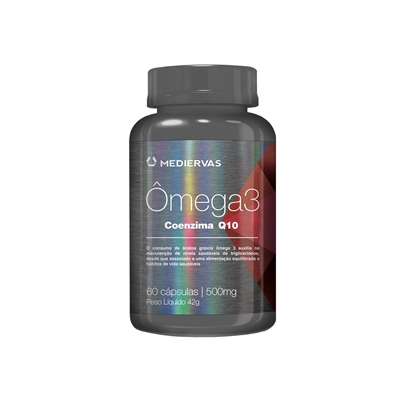 MEDIERVAS
Ômega3
Coenzima Q10
O consumo de ácidos graxos ômega 3 auxilia na
manutenção de níveis saudáveis de triglicerídeos,
desde que associado a uma alimentação equilibrada e
hábitos de vida saudáveis.
60 cápsulas | 500mg
Peso Líquido 42g